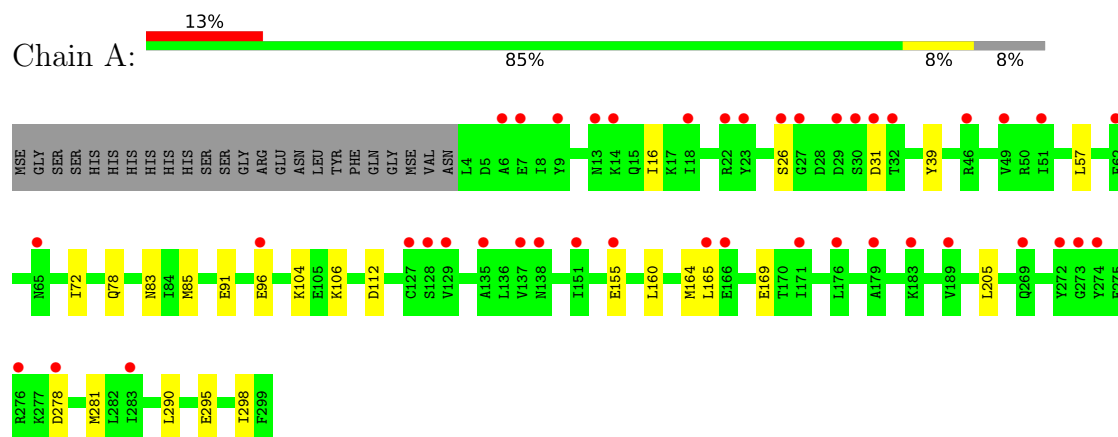 13%
Chain A:
85% 8% 8%
MSE GLY SER SER HIS HIS HIS HIS HIS HIS SER SER GLY ARG GLU ASN LEU TYR PHE GLN GLY MSE VAL ASN L4 D5 A6 E7 I8 Y9 N13 K14 Q15 I16 K17 I18 R22 Y23 S26 G27 D28 D29 S30 D31 T32 Y39 R46 V49 R50 I51 L57 E62
N65 I72 Q78 N83 I84 M85 E91 E96 K104 E105 K106 D112 C127 S128 V129 A135 L136 V137 N138 I151 E155 L160 M164 L165 E166 E169 T170 I171 L176 A179 K183 V189 L205 Q269 Y272 G273 Y274 E275
R276 K277 D278 M281 L282 I283 L290 E295 I298 F299